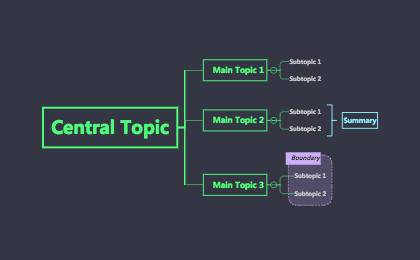 Central Topic
Main Topic 1
Subtopic 1
Subtopic 2
Main Topic 2
Subtopic 1
Subtopic 2
Summary
Main Topic 3
Boundary
Subtopic 1
Subtopic 2